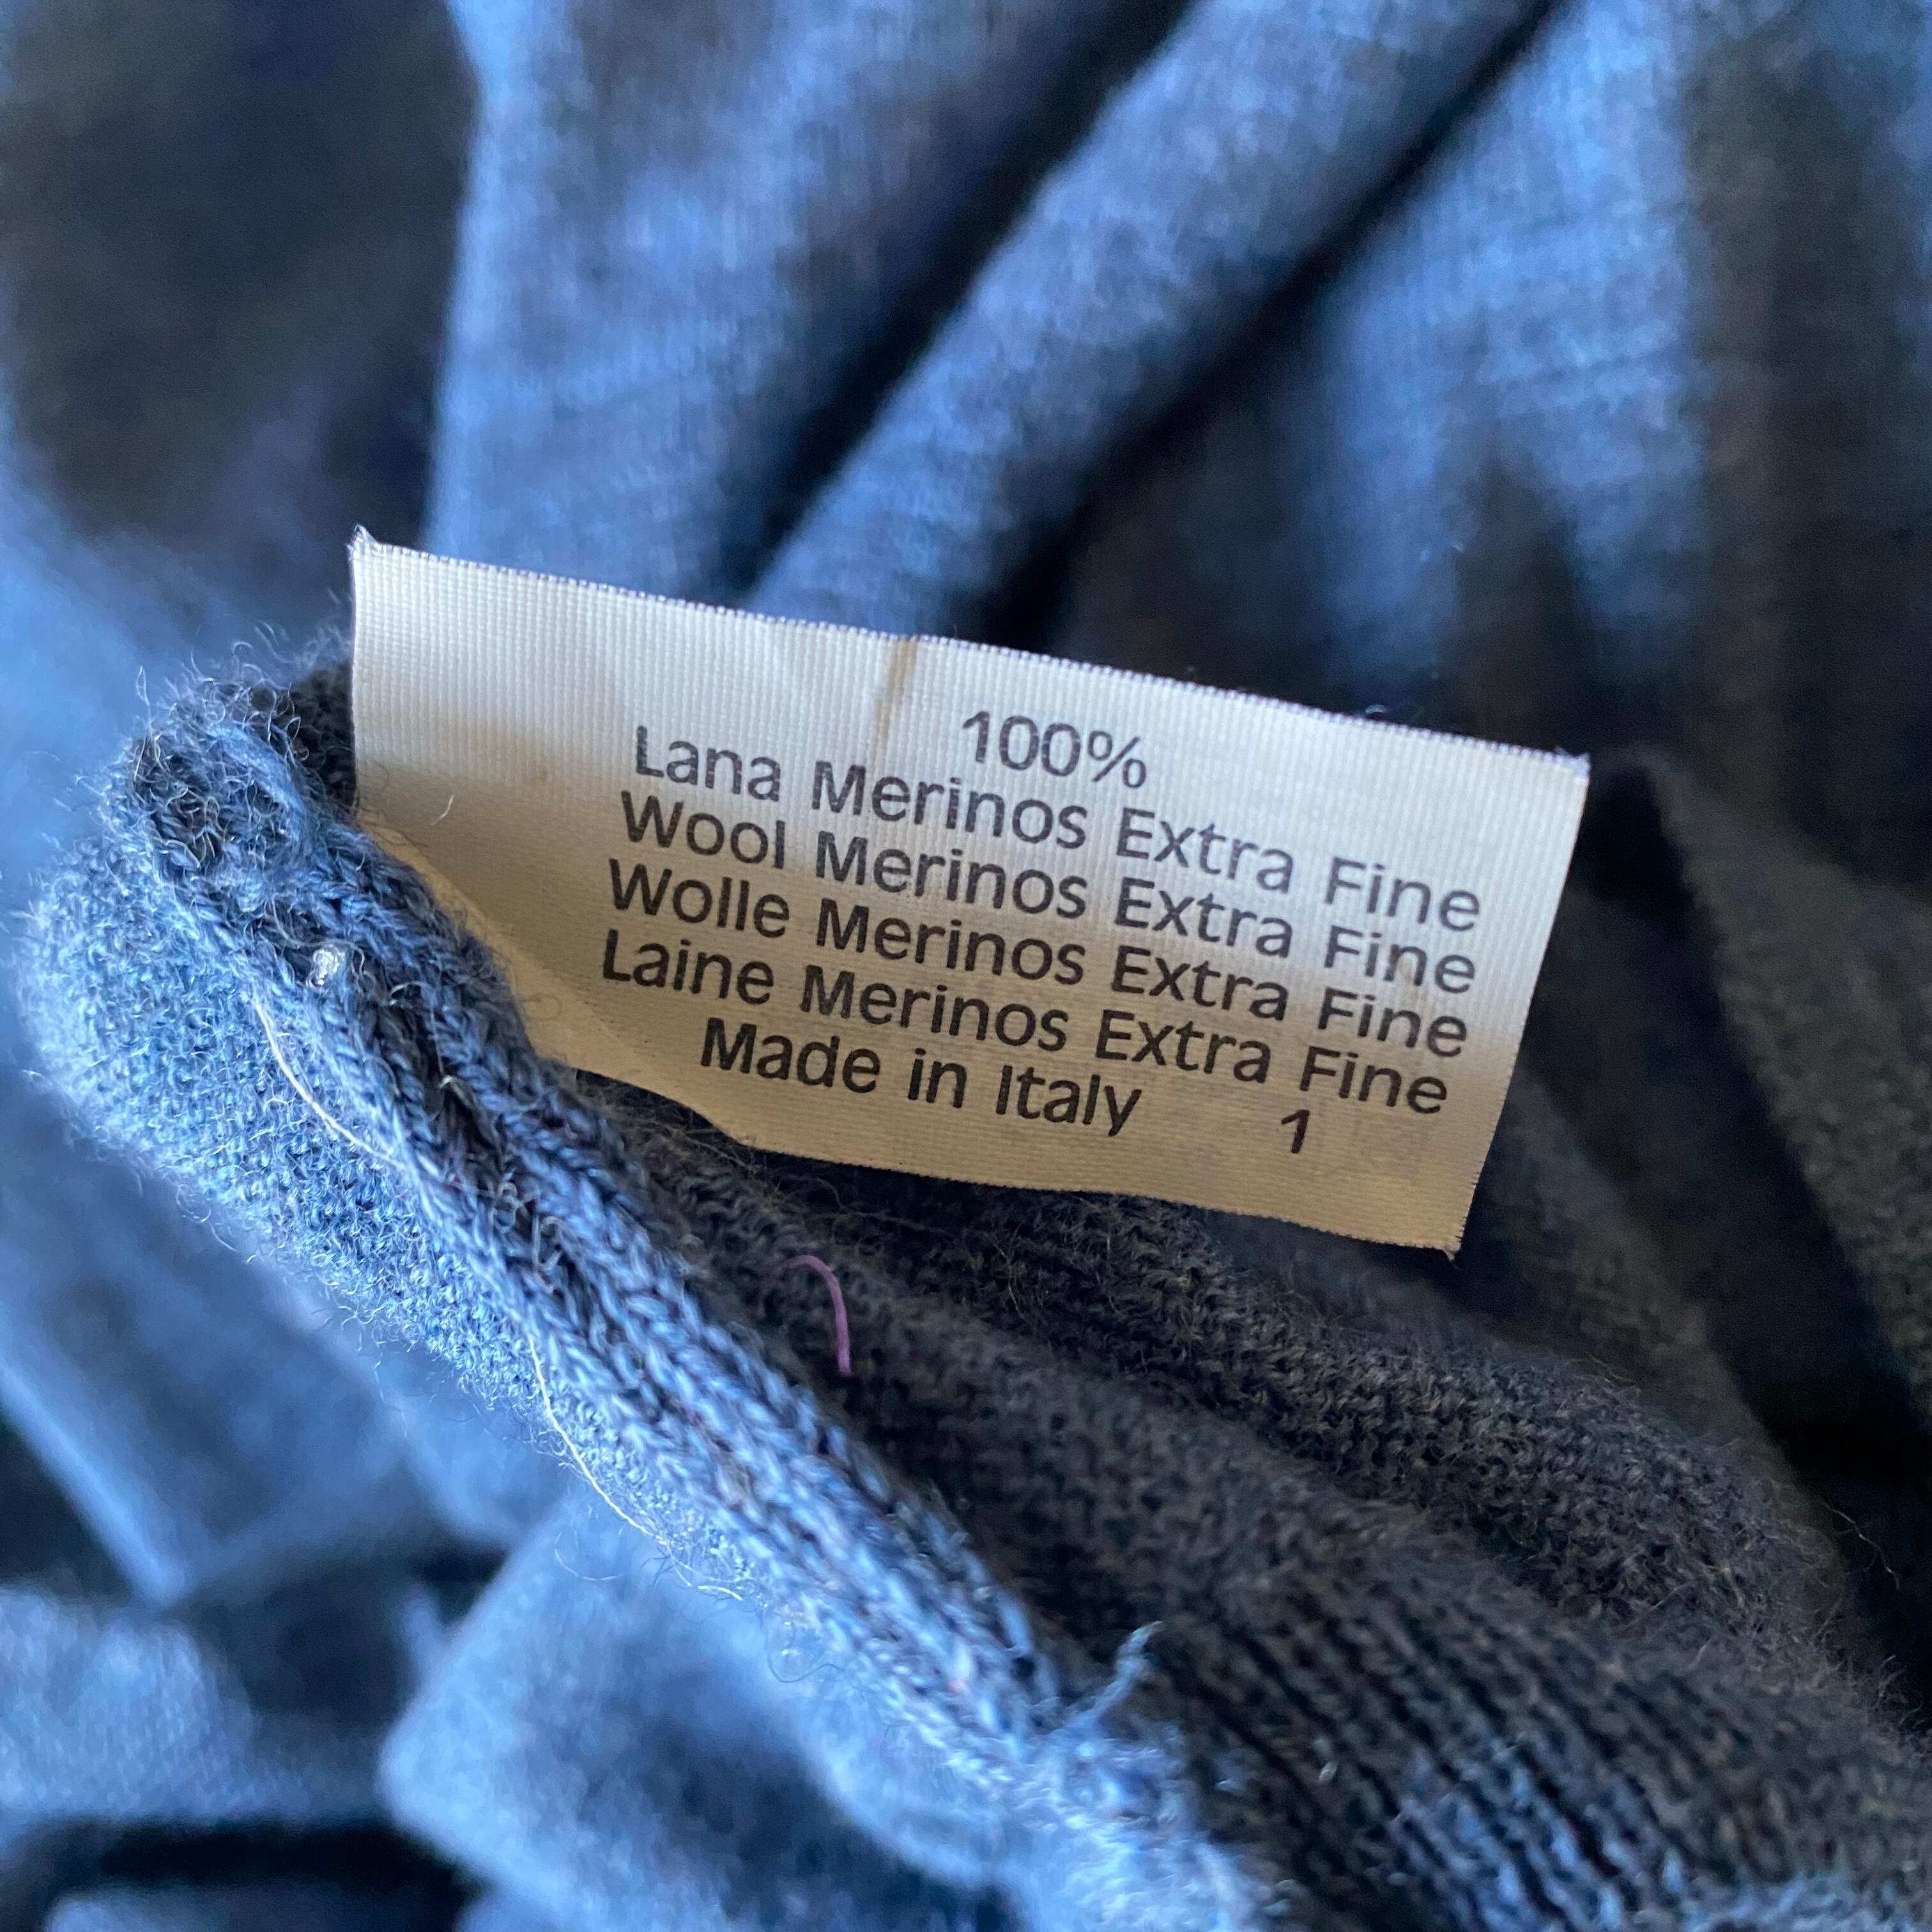 100%
Lana Merinos Extra Fine
Wool Merinos Extra Fine
Wolle Merinos Extra Fine
Laine Merinos Extra Fine
Made in Italy 1